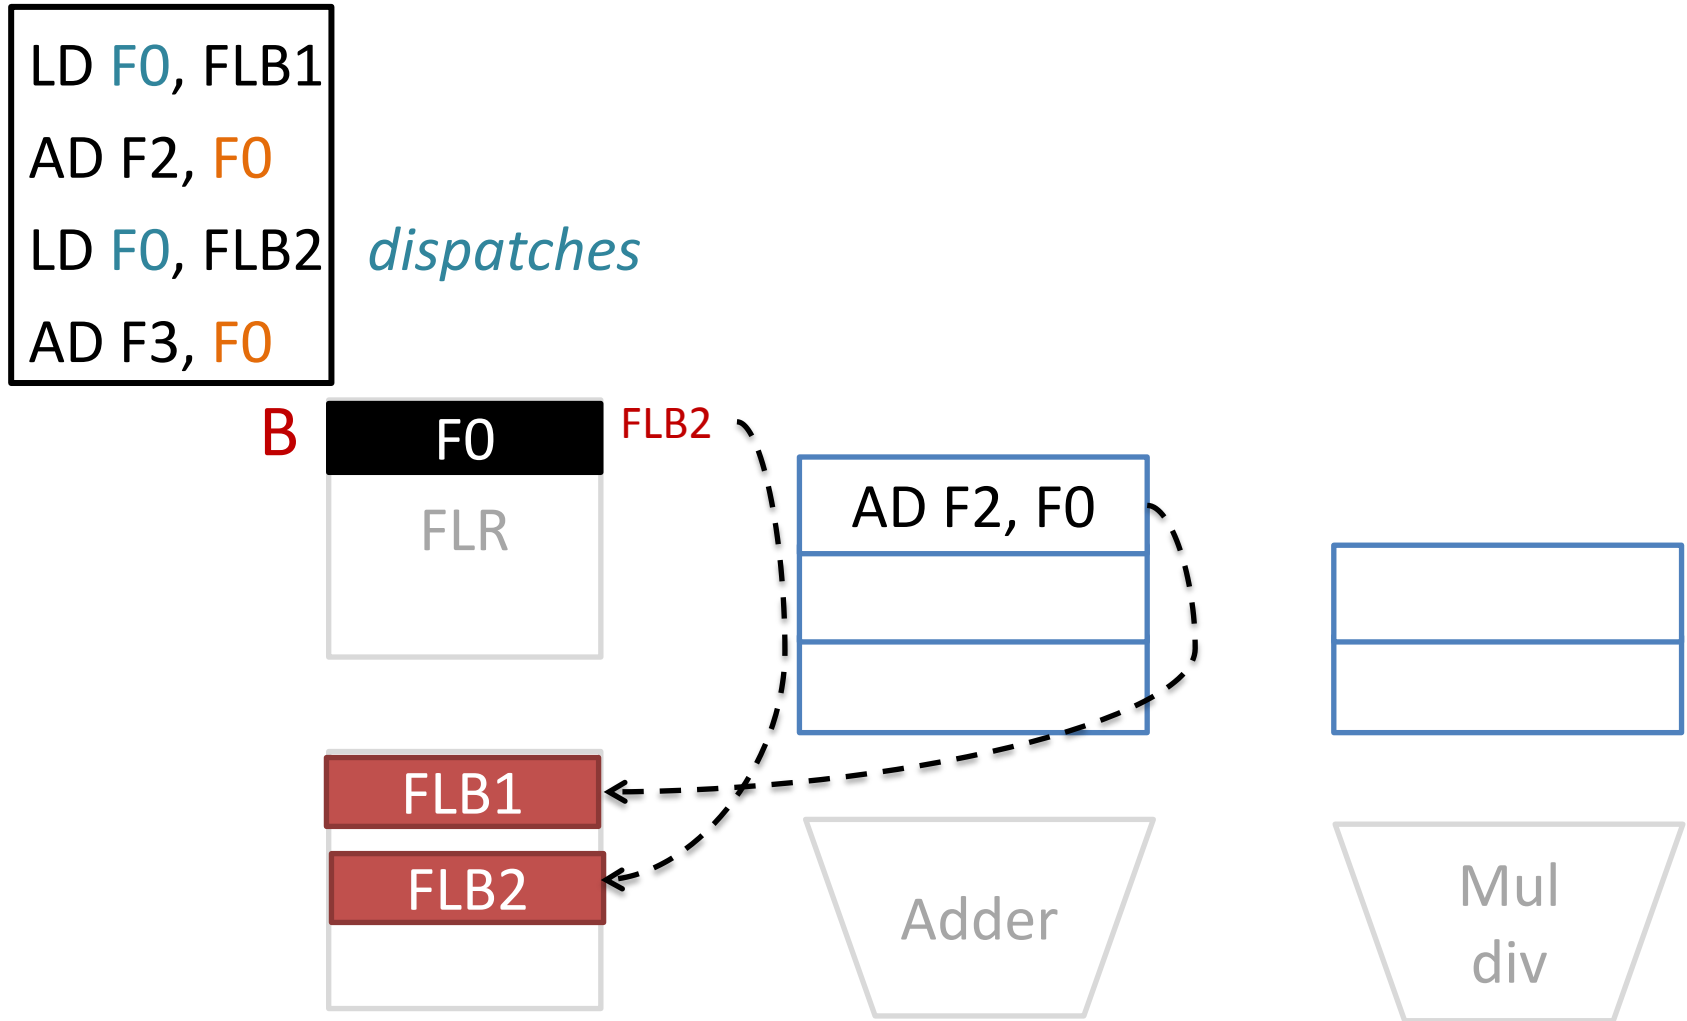 LD F0, FLB1
AD F2, F0
LD F0, FLB2
dispatches
AD F3, F0
B
F0
FLB2
FLR
AD F2, F0
FLB1
FLB2
Adder
Mul
div